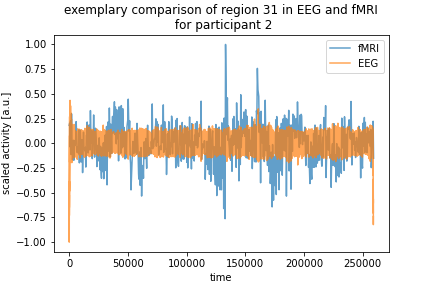 exemplary comparison of region 31 in EEG and fMRI
for participant 2
fMRI
EEG
scaled activity [a.u.]
1.00
0.75
0.50
0.25
0.00
−0.25
−0.50
−0.75
−1.00
0 50000 100000 150000 200000 250000
time